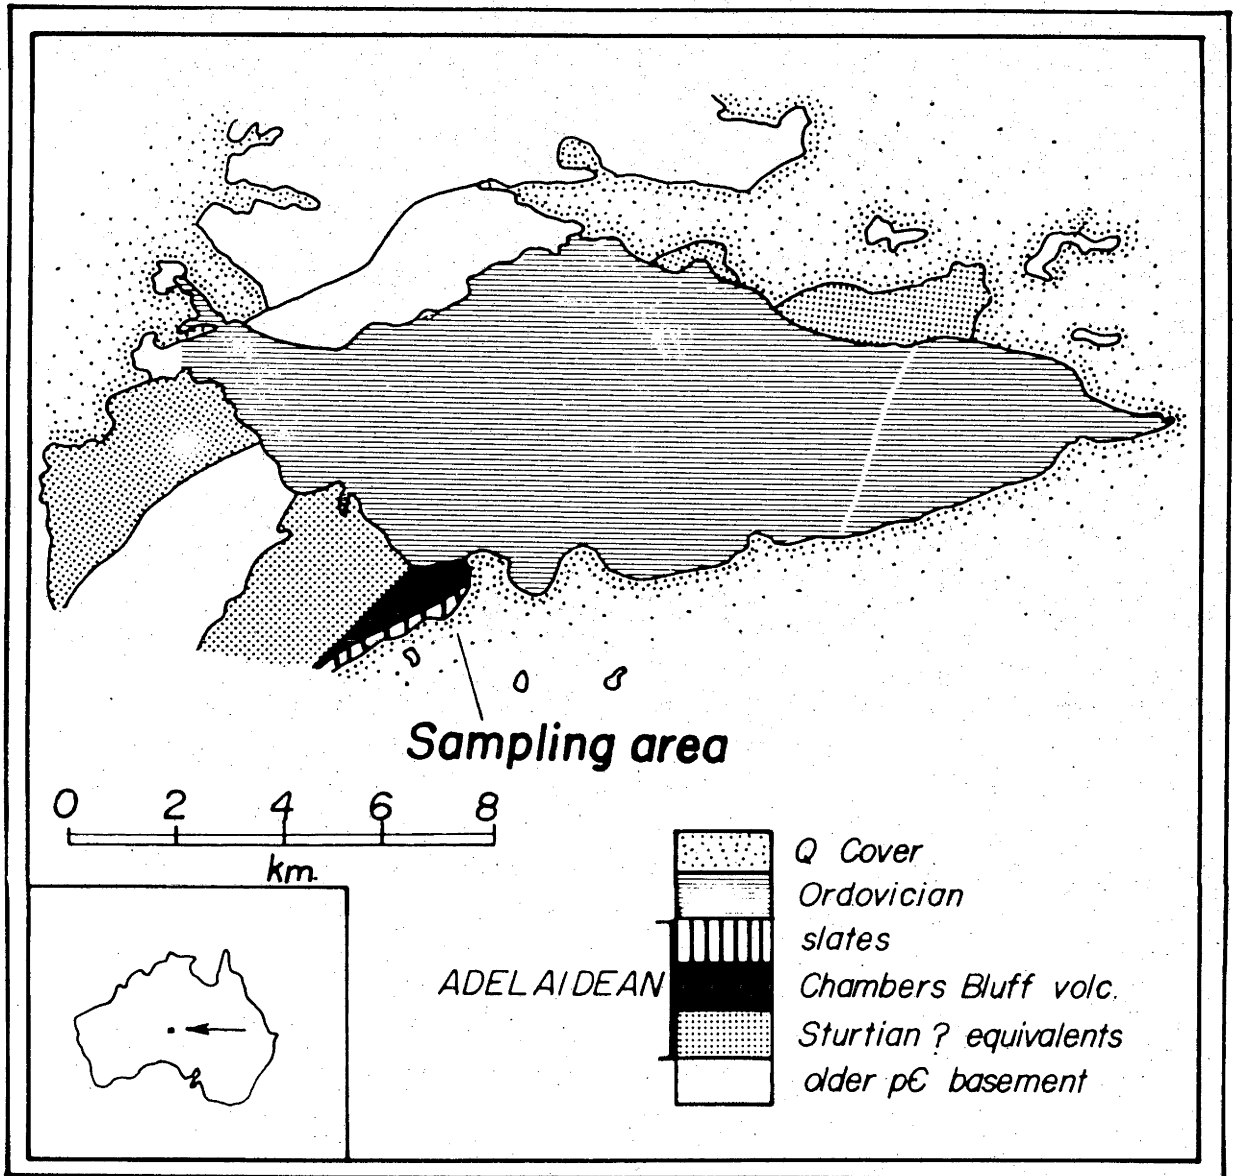 Sampling area
0 2 4 6 8
km.
Q Cover
Ordovician
slates
ADELAIDEAN
Chambers Bluff volc.
Sturtian ? equivalents
older p€ basement